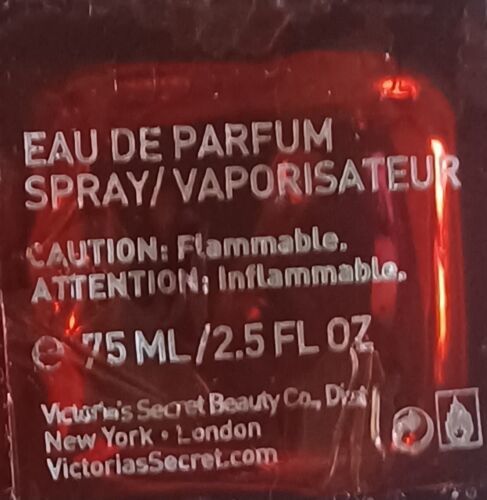 EAU DE PARFUM
SPRAY/VAPORISATEUR
CAUTION: Flammable.
ATTENTION: Inflammable.
℮ 75 ML/2.5 FL OZ
Victoria's Secret Beauty Co., Dist
New York • London
VictoriasSecret.com